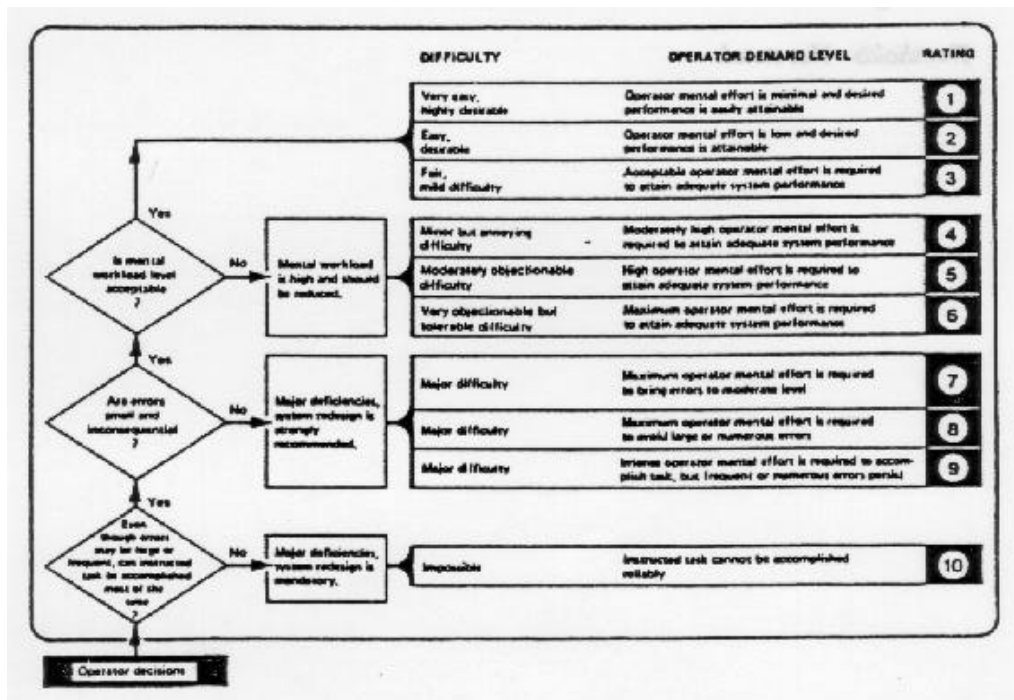 DIFFICULTY OPERATOR DEMAND LEVEL RATING
Very easy, Operator mental effort is minimal and desired
highly desirable performance is easily attainable 1
Easy, Operator mental effort is low and desired
desirable performance is attainable 2
Fair, Acceptable operator mental effort is required
mild difficulty to attain adequate system performance 3
Yes
Minor but annoying Moderately high operator mental effort is
difficulty required to attain adequate system performance 4
Is mental
workload level
acceptable
?
No
Mental workload
is high and should
be reduced.
Moderately objectionable High operator mental effort is required to
difficulty attain adequate system performance 5
Very objectionable but Maximum operator mental effort is required
tolerable difficulty to attain adequate system performance 6
Yes
Major difficulty Maximum operator mental effort is required
to bring errors to moderate level 7
Are errors
small and
inconsequential
?
No
Major deficiencies,
system redesign is
strongly
recommended.
Major difficulty Maximum operator mental effort is required
to avoid large or numerous errors 8
Major difficulty Intense operator mental effort is required to accom-
plish task, but frequent or numerous errors persist 9
Yes
Even
though errors
may be large or
frequent, can instructed
task be accomplished
most of the
time
?
No
Major deficiencies,
system redesign is
mandatory.
Impossible Instructed task cannot be accomplished
reliably 10
Operator decisions